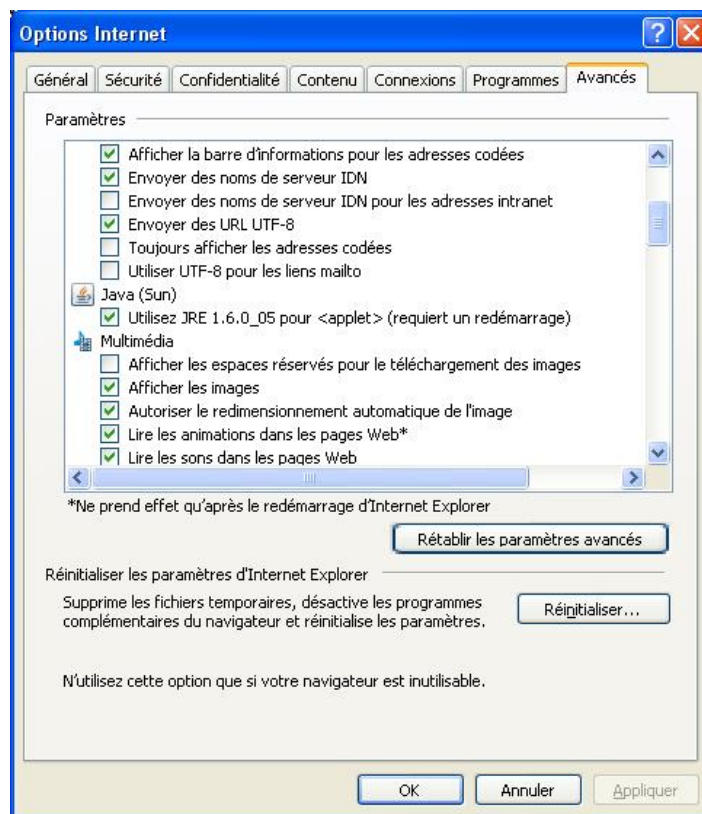 Options Internet
Général Sécurité Confidentialité Contenu Connexions Programmes Avancés
Paramètres
Afficher la barre d'informations pour les adresses codées
Envoyer des noms de serveur IDN
Envoyer des noms de serveur IDN pour les adresses intranet
Envoyer des URL UTF-8
Toujours afficher les adresses codées
Utiliser UTF-8 pour les liens mailto
Java (Sun)
Utilisez JRE 1.6.0_05 pour <applet> (requiert un redémarrage)
Multimédia
Afficher les espaces réservés pour le téléchargement des images
Afficher les images
Autoriser le redimensionnement automatique de l'image
Lire les animations dans les pages Web*
Lire les sons dans les pages Web
*Ne prend effet qu'après le redémarrage d'Internet Explorer
Rétablir les paramètres avancés
Réinitialiser les paramètres d'Internet Explorer
Supprime les fichiers temporaires, désactive les programmes
complémentaires du navigateur et réinitialise les paramètres.
Réinitialiser...
N'utilisez cette option que si votre navigateur est inutilisable.
OK Annuler Appliquer